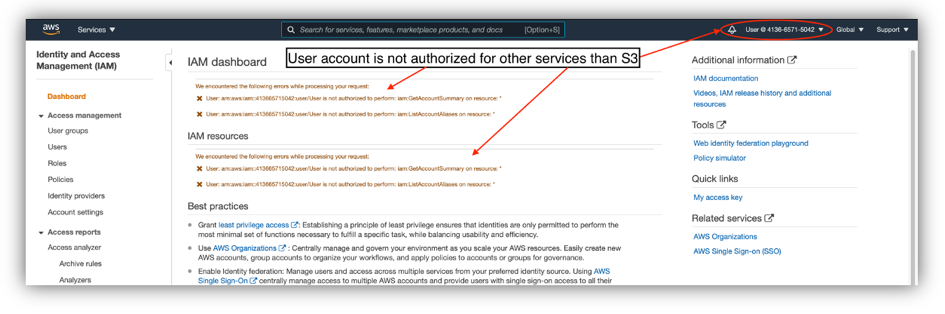 aws
Services ▼
Search for services, features, marketplace products, and docs
[Option+S]
User @ 4136-6571-5042 ▼
Global ▼
Support ▼
Identity and Access
Management (IAM)
Dashboard
Access management
User groups
Users
Roles
Policies
Identity providers
Account settings
Access reports
Access analyzer
Archive rules
Analyzers
IAM dashboard
User account is not authorized for other services than S3
We encountered the following errors while processing your request:
User: arn:aws:iam::413665715042:user/User is not authorized to perform: iam:GetAccountSummary on resource: *
User: arn:aws:iam::413665715042:user/User is not authorized to perform: iam:ListAccountAliases on resource: *
IAM resources
We encountered the following errors while processing your request:
User: arn:aws:iam::413665715042:user/User is not authorized to perform: iam:GetAccountSummary on resource: *
User: arn:aws:iam::413665715042:user/User is not authorized to perform: iam:ListAccountAliases on resource: *
Best practices
Grant least privilege access : Establishing a principle of least privilege ensures that identities are only permitted to perform the
most minimal set of functions necessary to fulfill a specific task, while balancing usability and efficiency.
Use AWS Organizations : Centrally manage and govern your environment as you scale your AWS resources. Easily create new
AWS accounts, group accounts to organize your workflows, and apply policies to accounts or groups for governance.
Enable Identity federation: Manage users and access across multiple services from your preferred identity source. Using AWS
Single Sign-On centrally manage access to multiple AWS accounts and provide users with single sign-on access to all their
Additional information
IAM documentation
Videos, IAM release history and additional
resources
Tools
Web identity federation playground
Policy simulator
Quick links
My access key
Related services
AWS Organizations
AWS Single Sign-on (SSO)